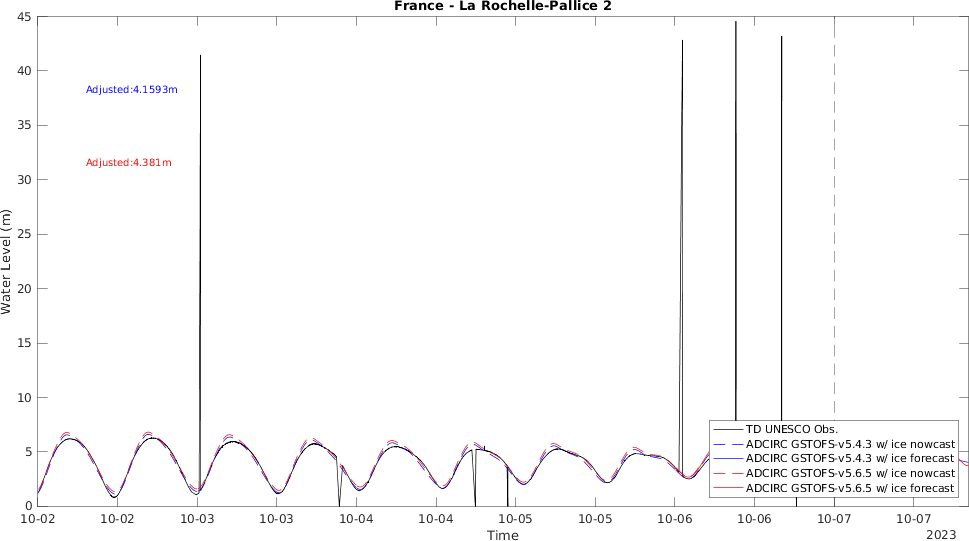 France - La Rochelle-Pallice 2
45
40
35
30
25
20
15
10
5
0
Water Level (m)
Adjusted:4.1593m
Adjusted:4.381m
TD UNESCO Obs.
ADCIRC GSTOFS-v5.4.3 w/ ice nowcast
ADCIRC GSTOFS-v5.4.3 w/ ice forecast
ADCIRC GSTOFS-v5.6.5 w/ ice nowcast
ADCIRC GSTOFS-v5.6.5 w/ ice forecast
10-02 10-02 10-03 10-03 10-04 10-04 10-05 10-05 10-06 10-06 10-07 10-07
Time
2023